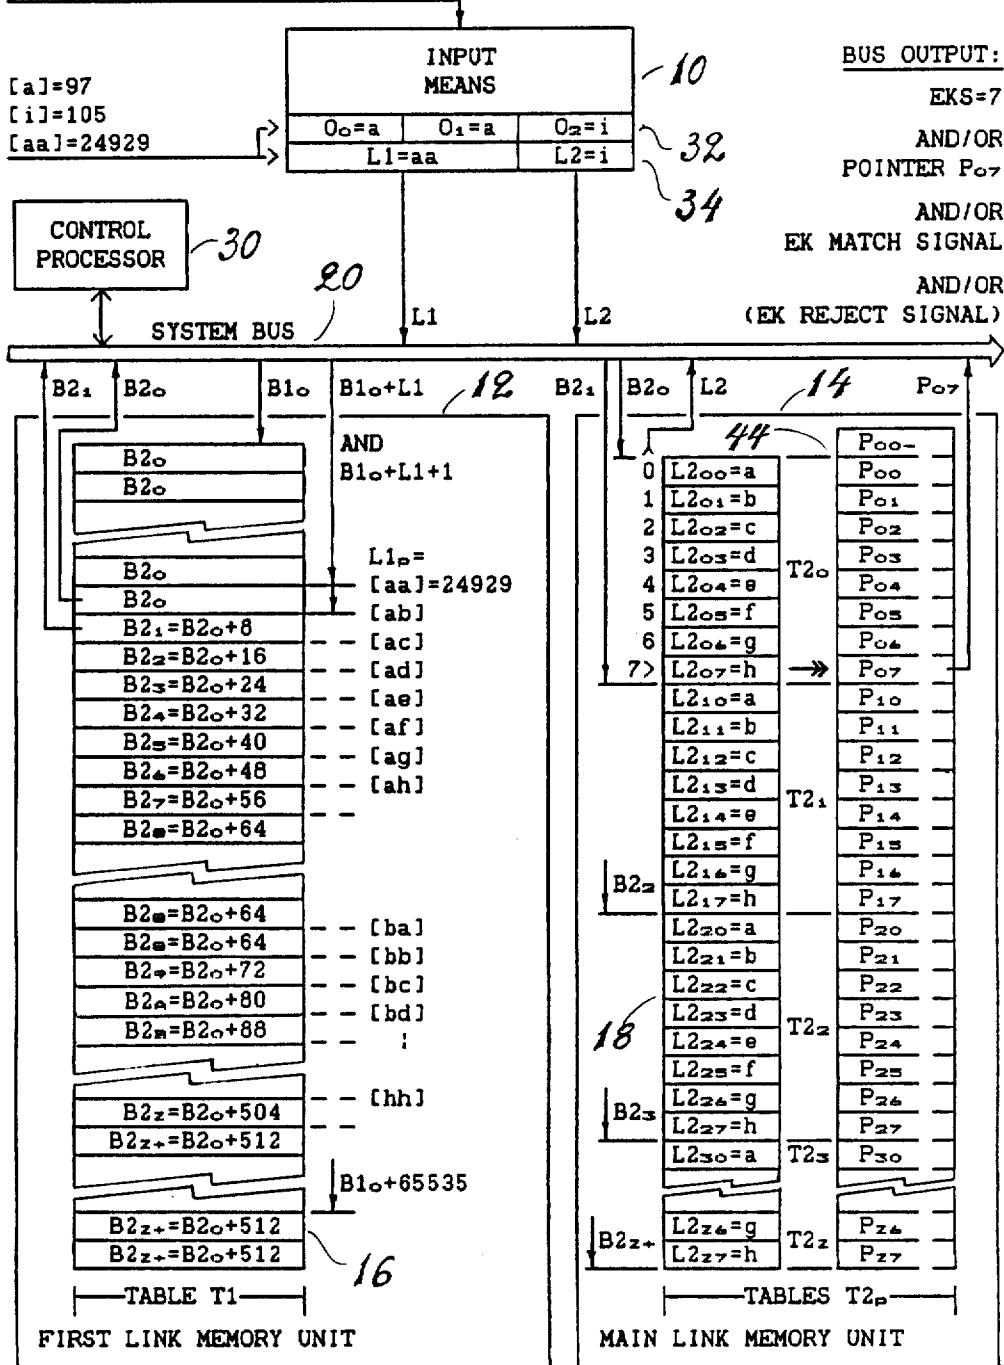 INPUT
MEANS
10
BUS OUTPUT:
[a]=97
[i]=105
[aa]=24929
EKS=7
O₀=a O₁=a O₂=i
32
AND/OR
POINTER P₀₇
L1=aa L2=i
34
AND/OR
EK MATCH SIGNAL
CONTROL
PROCESSOR
30
AND/OR
(EK REJECT SIGNAL)
20
SYSTEM BUS
L1
L2
B2₁ B2₀ B1₀ B1₀+L1 12 B2₁ B2₀ L2 14 P₀₇
AND
B1₀+L1+1
B2₀
B2₀
B2₀
B2₀
B2₁=B2₀+8
B2₂=B2₀+16
B2₃=B2₀+24
B2₄=B2₀+32
B2₅=B2₀+40
B2₆=B2₀+48
B2₇=B2₀+56
B2₈=B2₀+64
B2₈=B2₀+64
B2₈=B2₀+64
B2₉=B2₀+72
B2ₐ=B2₀+80
B2ʙ=B2₀+88
B2z=B2₀+504
B2z₊=B2₀+512
B2z₊=B2₀+512
B2z₊=B2₀+512
16
L1ₚ=
[aa]=24929
[ab]
[ac]
[ad]
[ae]
[af]
[ag]
[ah]
[ba]
[bb]
[bc]
[bd]
:
[hh]
B1₀+65535
TABLE T1
FIRST LINK MEMORY UNIT
44
P₀₀₋
0 L2₀₀=a P₀₀
1 L2₀₁=b P₀₁
2 L2₀₂=c P₀₂
3 L2₀₃=d P₀₃
T2₀
4 L2₀₄=e P₀₄
5 L2₀₅=f P₀₅
6 L2₀₆=g P₀₆
7> L2₀₇=h P₀₇
L2₁₀=a P₁₀
L2₁₁=b P₁₁
L2₁₂=c P₁₂
L2₁₃=d P₁₃
T2₁
L2₁₄=e P₁₄
L2₁₅=f P₁₅
L2₁₆=g P₁₆
B2₂
L2₁₇=h P₁₇
L2₂₀=a P₂₀
L2₂₁=b P₂₁
L2₂₂=c P₂₂
18
L2₂₃=d P₂₃
T2₂
L2₂₄=e P₂₄
L2₂₅=f P₂₅
L2₂₆=g P₂₆
B2₃
L2₂₇=h P₂₇
L2₃₀=a T2₃ P₃₀
L2z₆=g Pz₆
B2z₊ T2z
L2z₇=h Pz₇
TABLES T2ₚ
MAIN LINK MEMORY UNIT